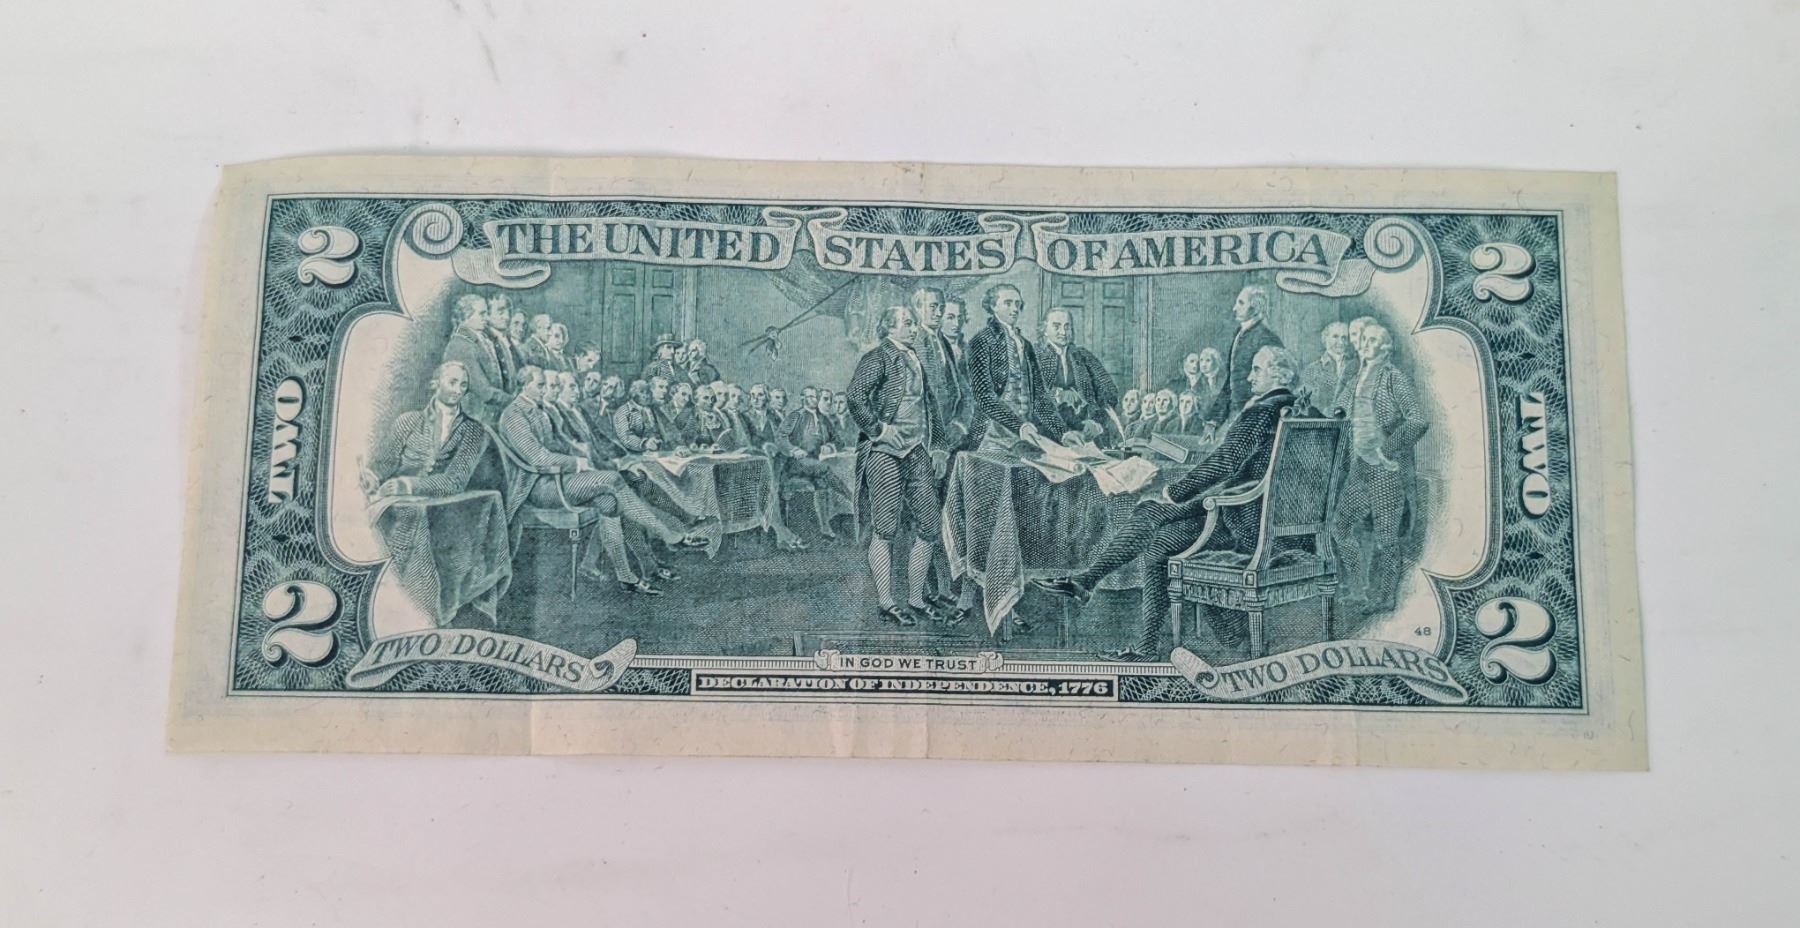 2 THE UNITED STATES OF AMERICA 2
TWO
TWO
48
2 TWO DOLLARS IN GOD WE TRUST TWO DOLLARS 2
DECLARATION OF INDEPENDENCE, 1776